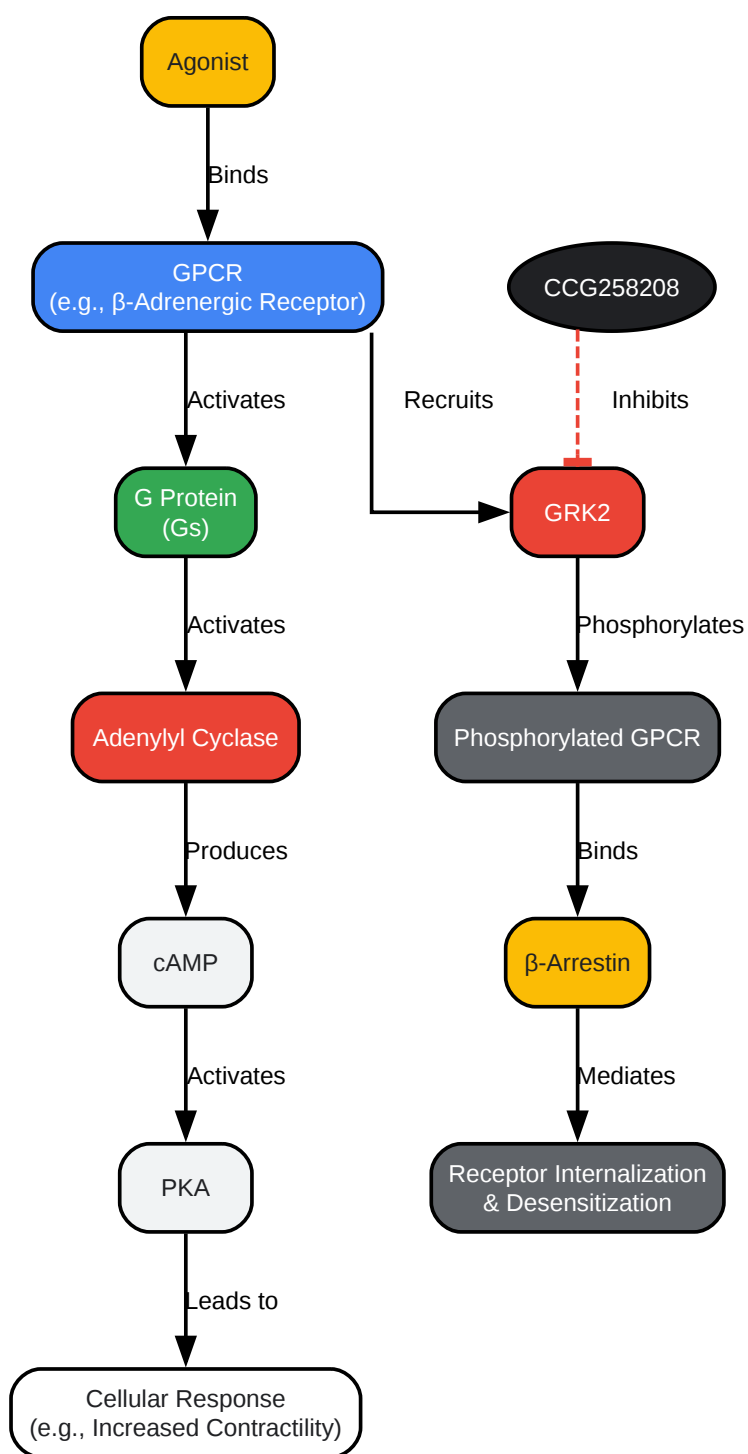 Agonist
Binds
GPCR
(e.g., β-Adrenergic Receptor)
CCG258208
Activates
Recruits
Inhibits
G Protein
(Gs)
GRK2
Activates
Phosphorylates
Adenylyl Cyclase
Phosphorylated GPCR
Produces
Binds
cAMP
β-Arrestin
Activates
Mediates
PKA
Receptor Internalization
& Desensitization
Leads to
Cellular Response
(e.g., Increased Contractility)